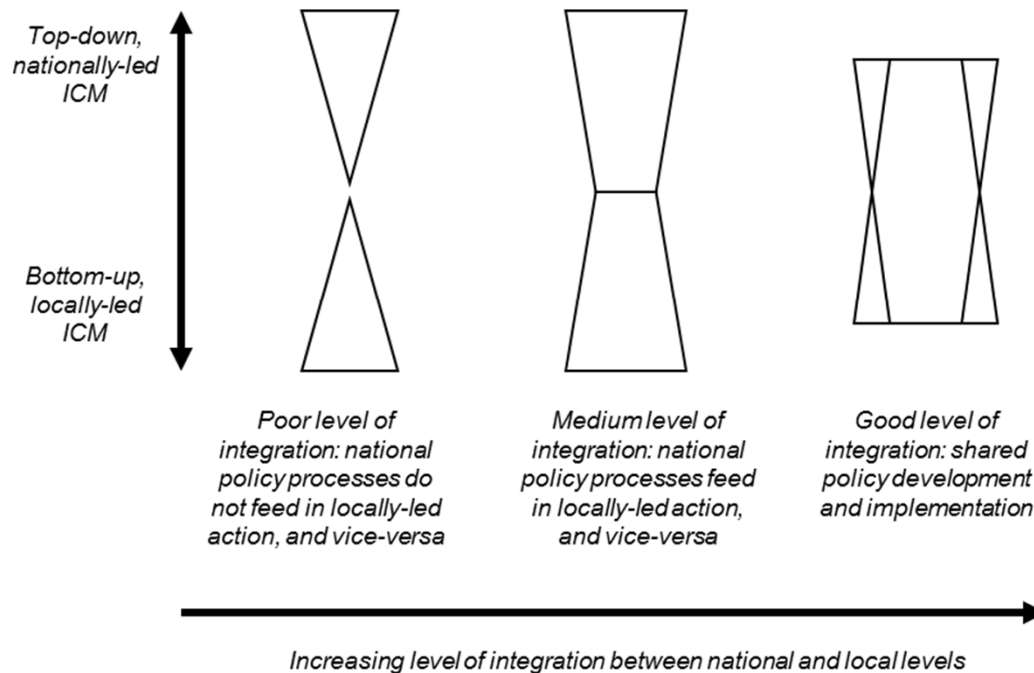 Top-down,
nationally-led
ICM
Bottom-up,
locally-led
ICM
Poor level of
integration: national
policy processes do
not feed in locally-led
action, and vice-versa
Medium level of
integration: national
policy processes feed
in locally-led action,
and vice-versa
Good level of
integration: shared
policy development
and implementation
Increasing level of integration between national and local levels